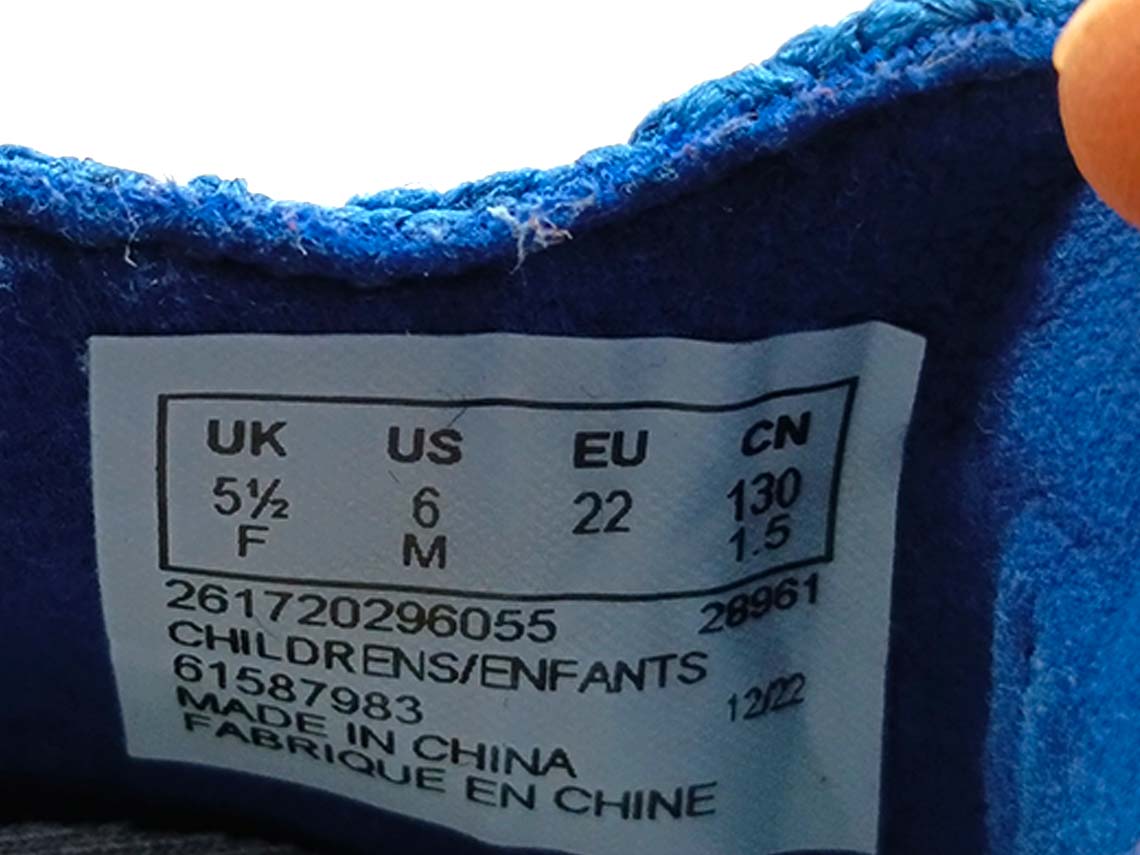 UK US EU CN
5½ 6 22 130
F M 1.5
261720296055 28961
CHILDRENS/ENFANTS
61587983 12/22
MADE IN CHINA
FABRIQUE EN CHINE